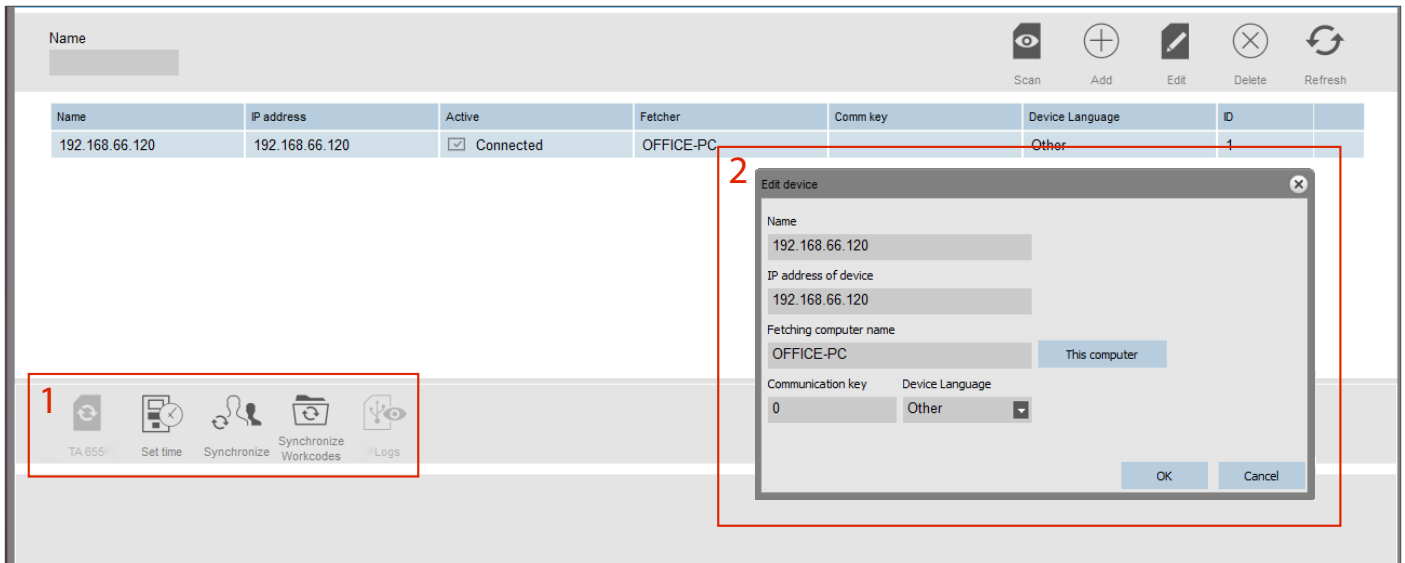 Name
Scan Add Edit Delete Refresh
Name IP address Active Fetcher Comm key Device Language ID
192.168.66.120 192.168.66.120 Connected OFFICE-PC Other 1
2
Edit device
Name
192.168.66.120
IP address of device
192.168.66.120
Fetching computer name
OFFICE-PC This computer
Communication key Device Language
0 Other
OK Cancel
1
TA 655 Set time Synchronize Synchronize Workcodes Logs